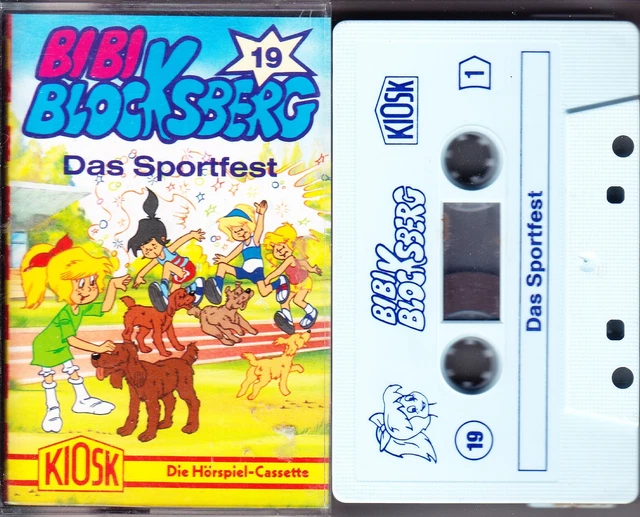 BIBI
BLOCKSBERG
19
Das Sportfest
KIOSK
Die Hörspiel-Cassette
KIOSK
1
BIBI
BLOCKSBERG
Das Sportfest
19